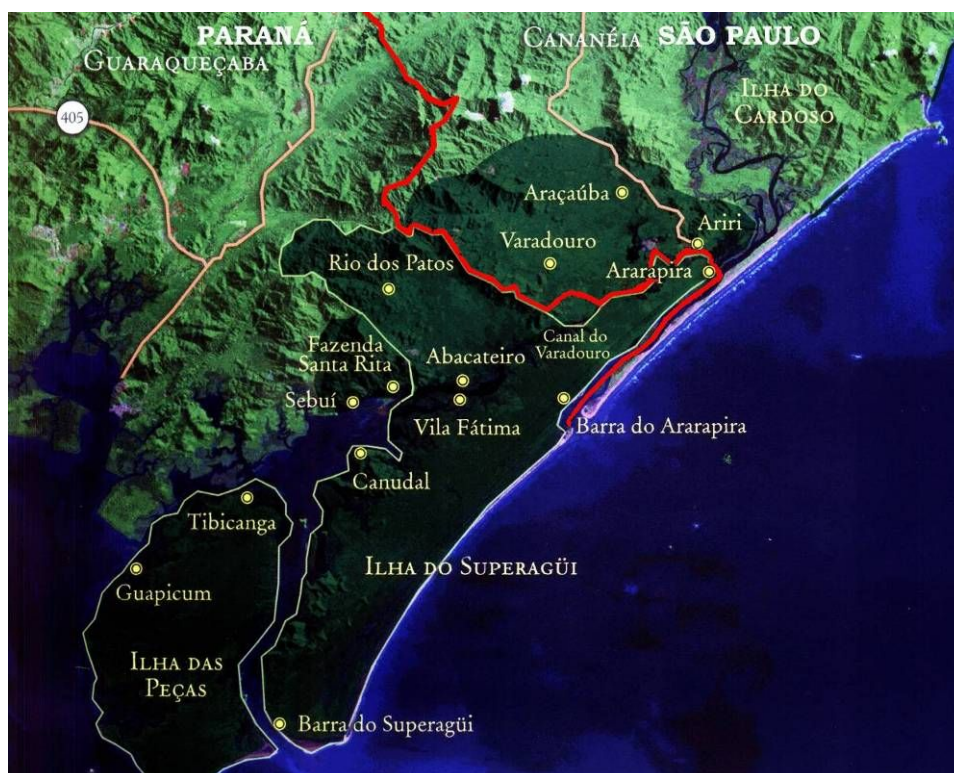 PARANÁ
GUARAQUEÇABA
CANANÉIA SÃO PAULO
ILHA DO
CARDOSO
405
Araçaúba
Ariri
Varadouro
Ararapira
Rio dos Patos
Canal do
Varadouro
Fazenda
Santa Rita
Abacateiro
Sebuí
Vila Fátima
Barra do Ararapira
Canudal
Tibicanga
ILHA DO SUPERAGÜI
Guapicum
ILHA DAS
PEÇAS
Barra do Superagüi